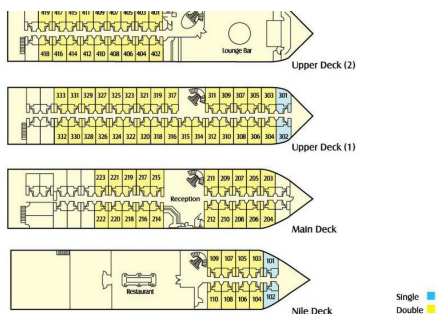 419 417 415 411 409 407 405 403 401
Lounge Bar
418 416 414 412 410 408 406 404 402
Upper Deck (2)
333 331 329 327 325 323 321 319 317 311 309 307 305 303 301
332 330 328 326 324 322 320 318 316 315 314 312 310 308 306 304 302
Upper Deck (1)
223 221 219 217 215 211 209 207 205 203
Reception
222 220 218 216 214 212 210 208 206 204
Main Deck
109 107 105 103 101
Restaurant
110 108 106 104 102
Nile Deck
Single
Double